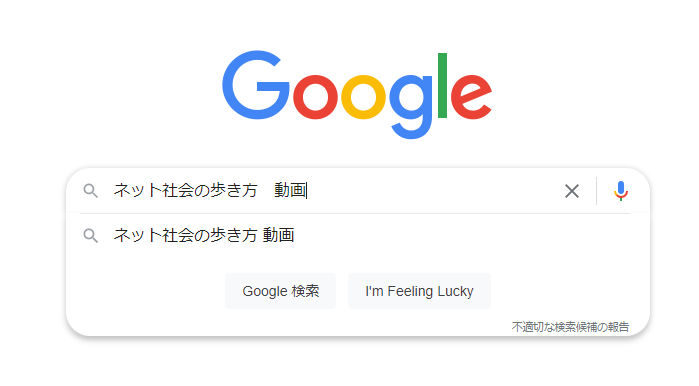 Google
ネット社会の歩き方　動画
ネット社会の歩き方 動画
Google 検索 I'm Feeling Lucky
不適切な検索候補の報告